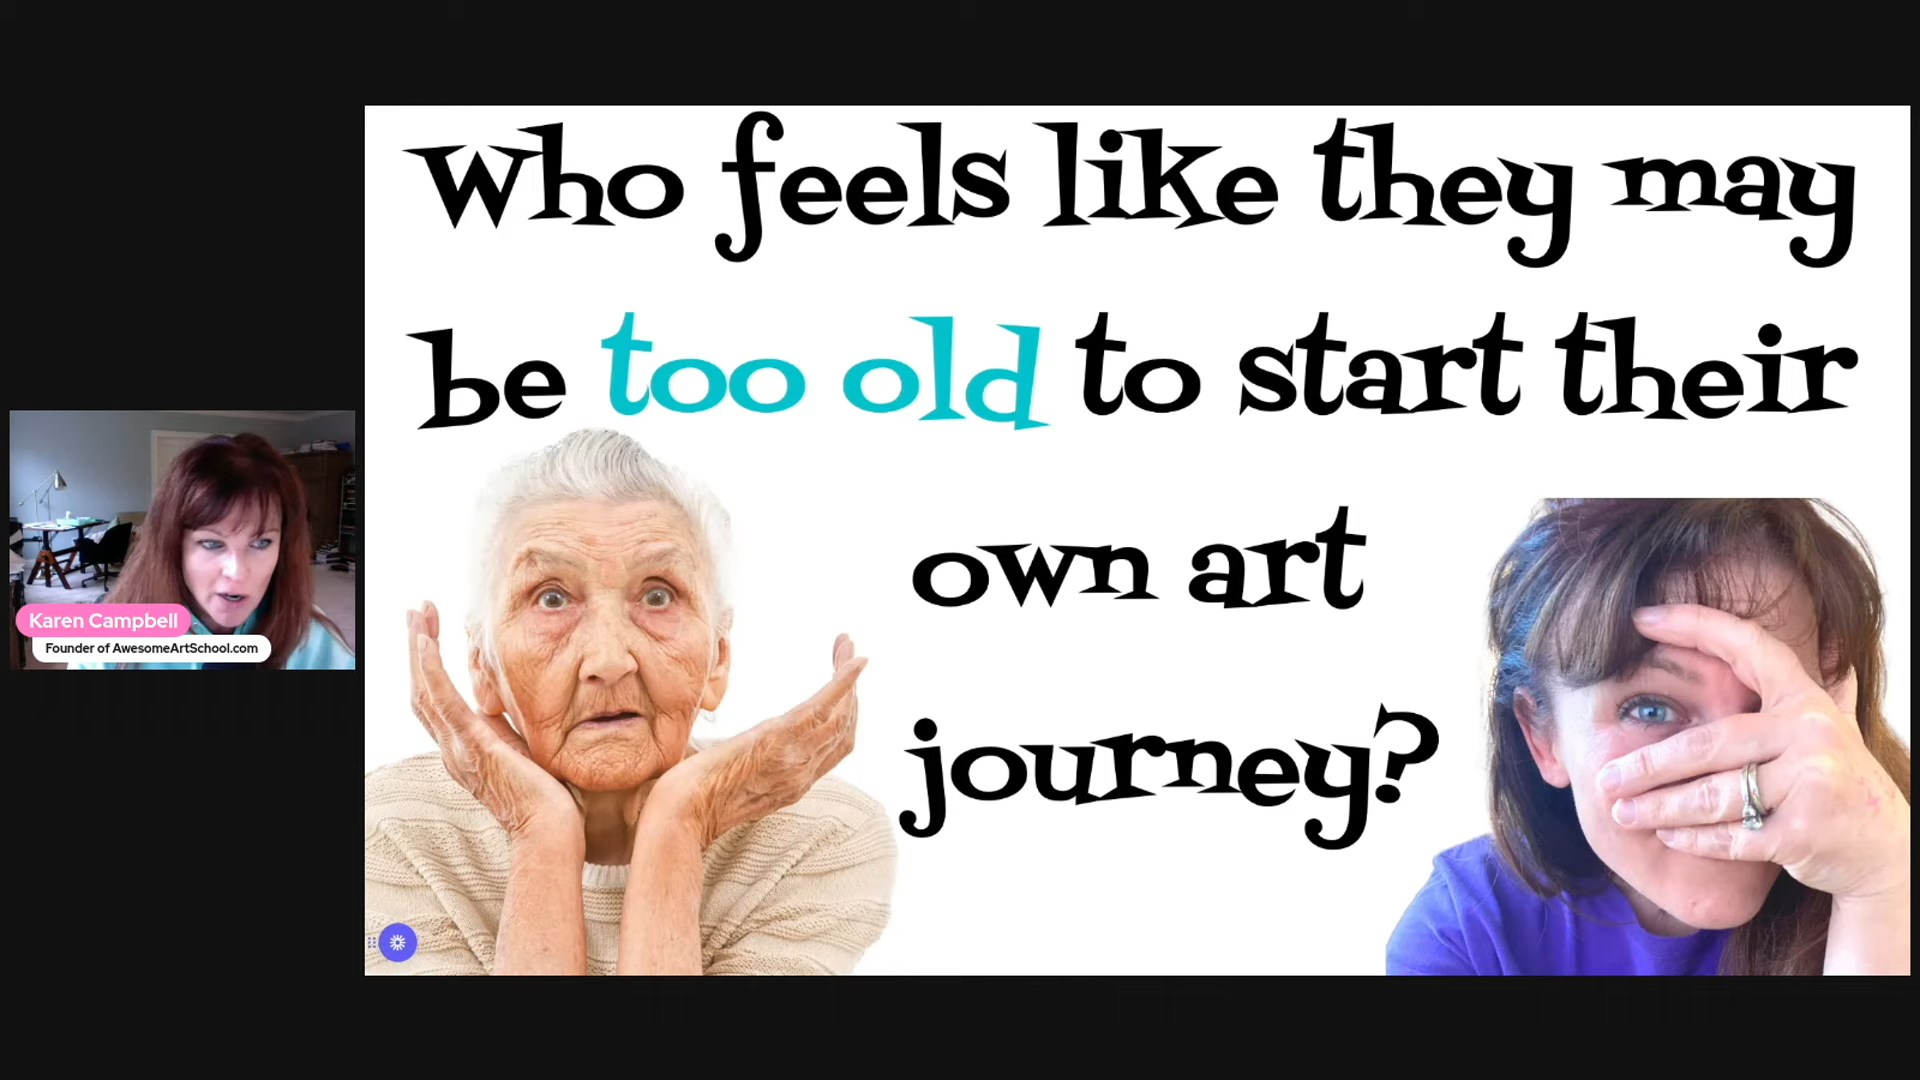 Who feels like they may
be too old to start their
own art
journey?
Karen Campbell
Founder of AwesomeArtSchool.com